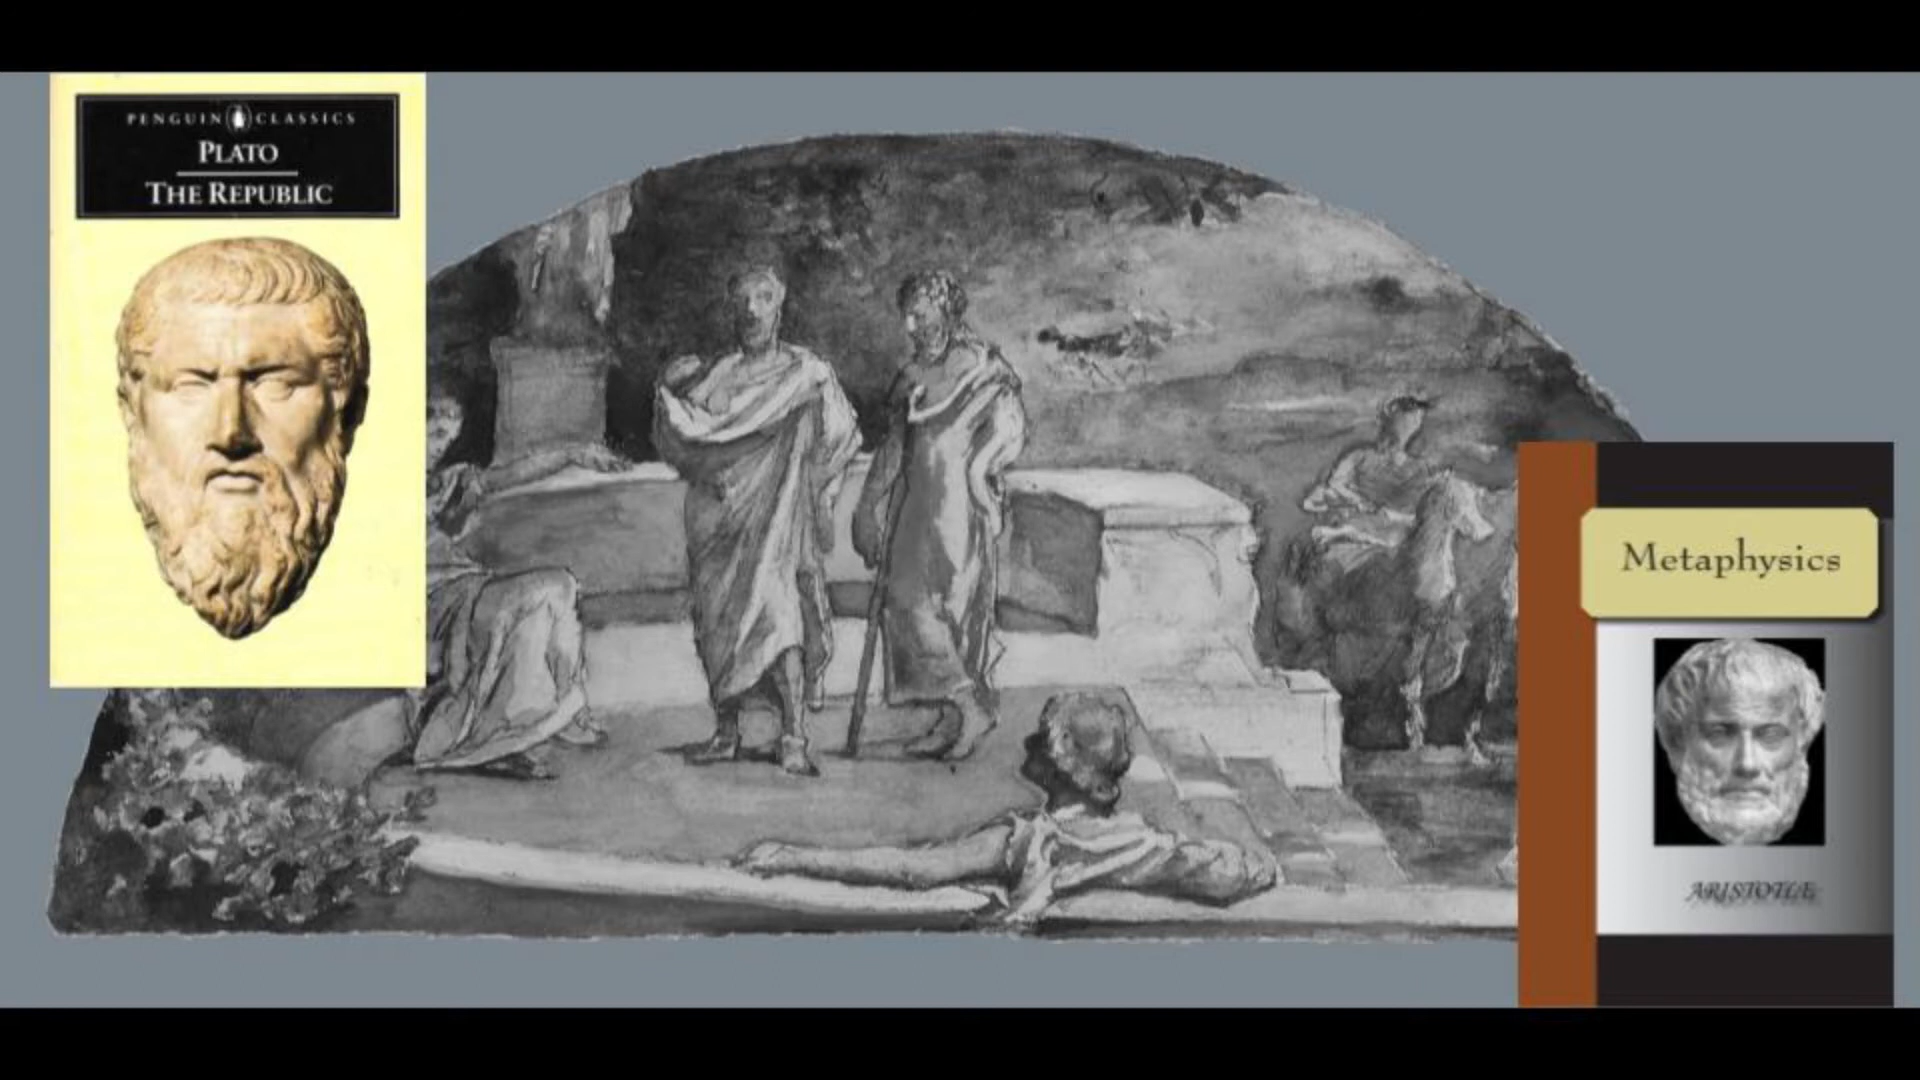 PENGUIN CLASSICS
PLATO
THE REPUBLIC
Metaphysics
ARISTOTLE